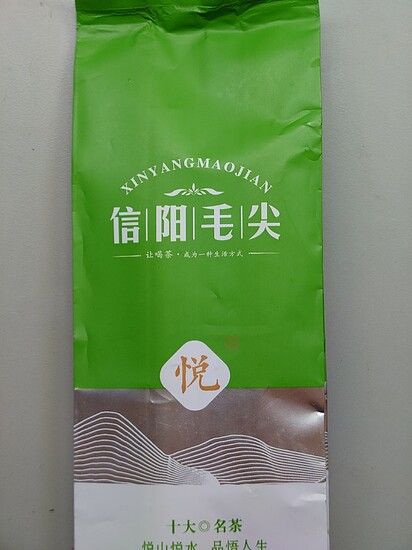 XINYANGMAOJIAN
信|阳|毛|尖
让喝茶·成为一种生活方式
悦
十大◎名茶
悦山悦水 品悟人生